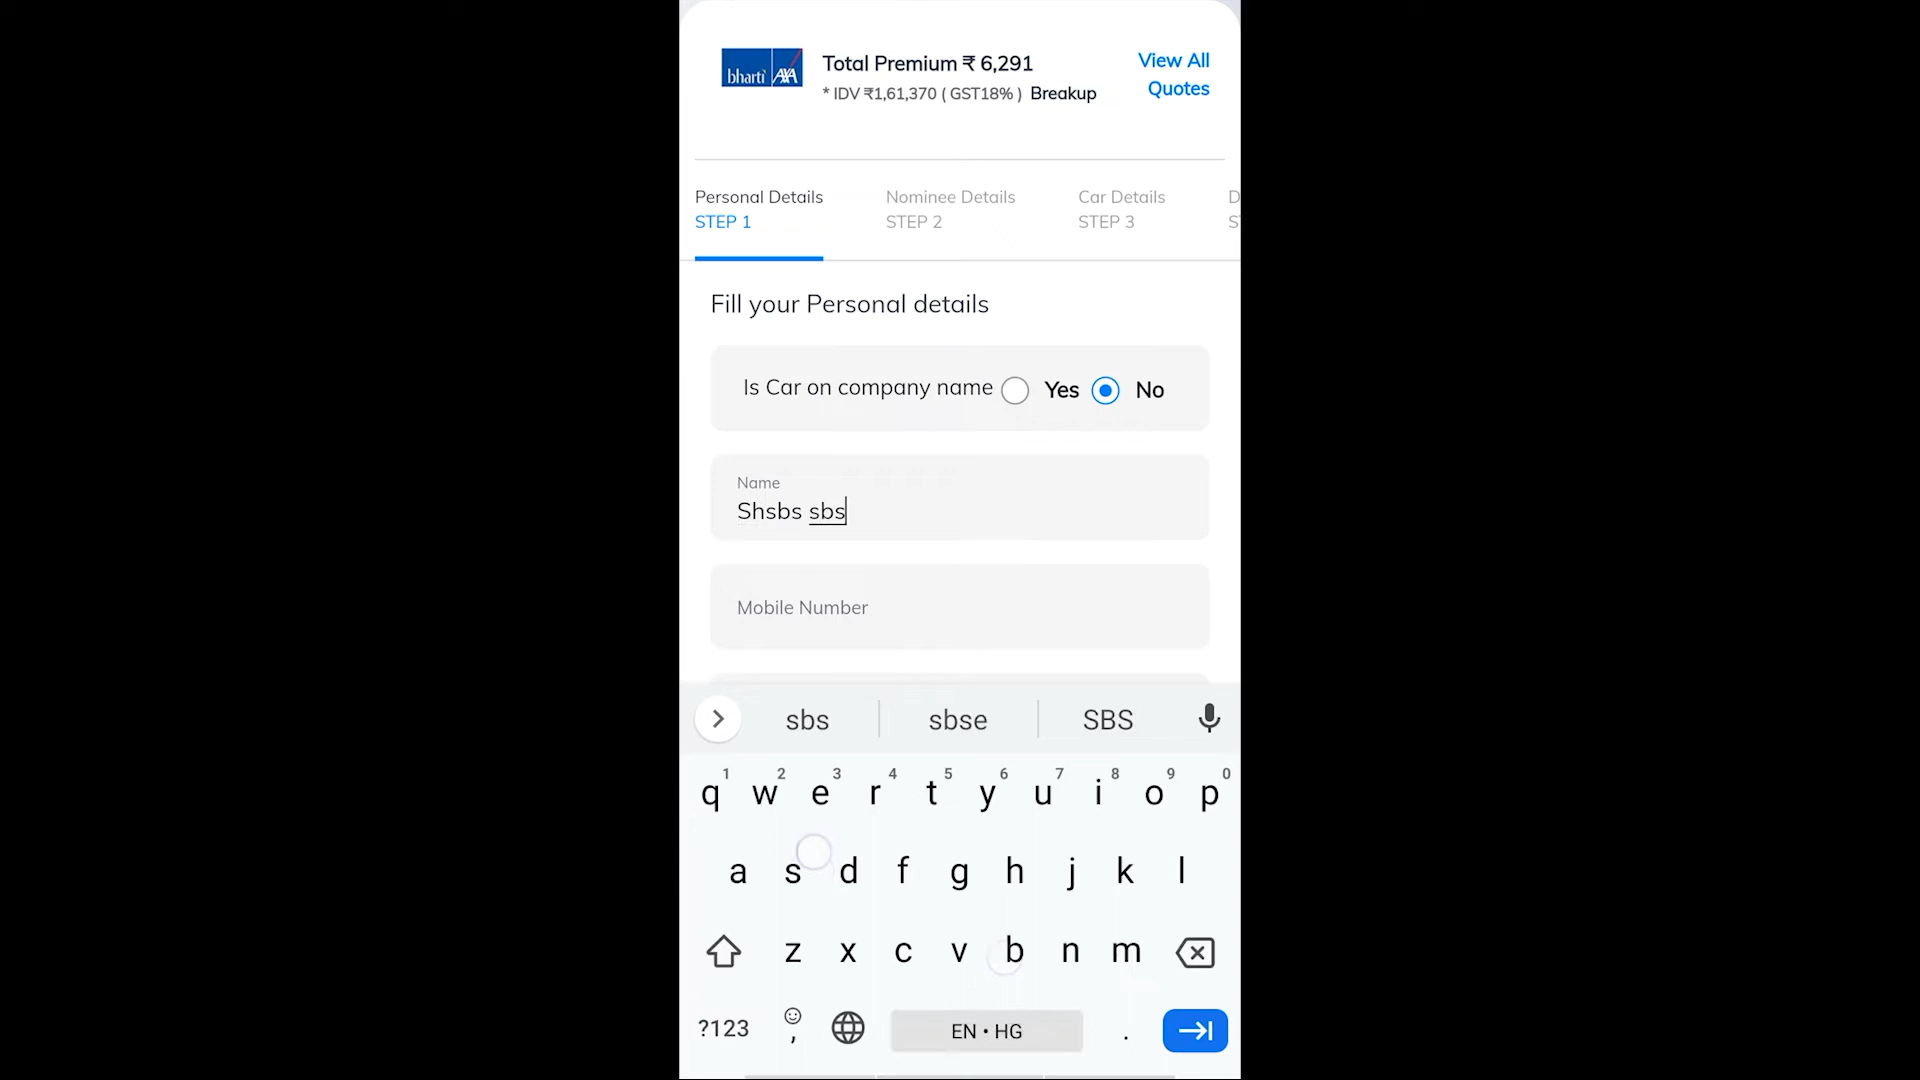 bharti AXA
Total Premium ₹ 6,291
* IDV ₹1,61,370 ( GST18% ) Breakup
View All
Quotes
Personal Details
STEP 1
Nominee Details
STEP 2
Car Details
STEP 3
D
S
Fill your Personal details
Is Car on company name Yes No
Name
Shsbs sbs
Mobile Number
sbs sbse SBS
1 2 3 4 5 6 7 8 9 0
q w e r t y u i o p
a s d f g h j k l
z x c v b n m
?123 , EN • HG .